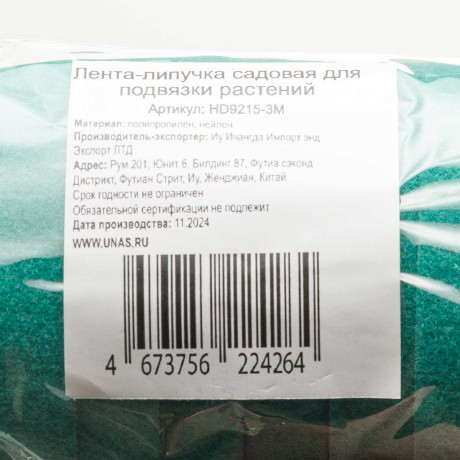 Лента-липучка садовая для
подвязки растений
Артикул: HD9215-3M
Материал: полипропилен, нейлон
Производитель-экспортер: Иу Ичангда Импорт энд
Экспорт ЛТД
Адрес: Рум 201, Юнит 6, Билдинг 87, Футиа сэконд
Дистрикт, Футиан Стрит, Иу, Женджиан, Китай
Срок годности не ограничен
Обязательной сертификации не подлежит
Дата производства: 11.2024
WWW.UNAS.RU
4 673756 224264